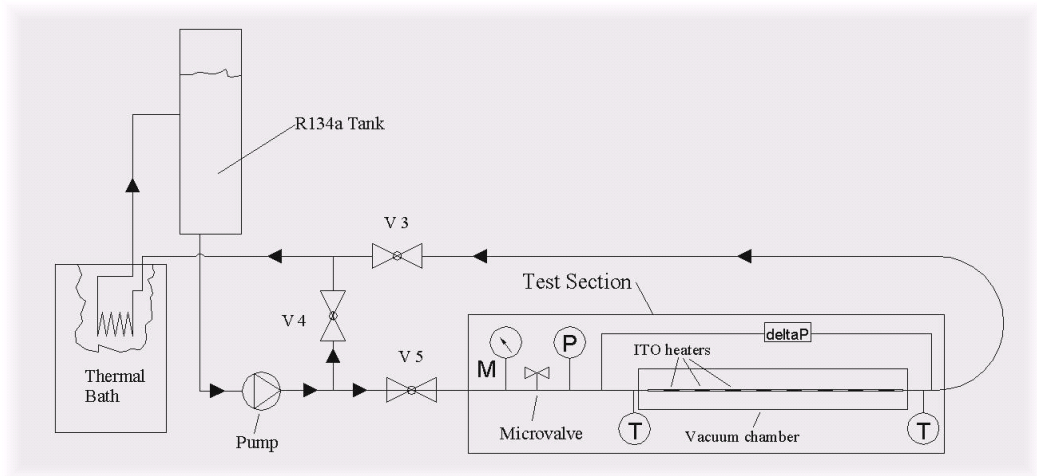 R134a Tank
V 3
Test Section
V 4
deltaP
P
ITO heaters
V 5
M
Thermal
Bath
T
T
Microvalve
Vacuum chamber
Pump